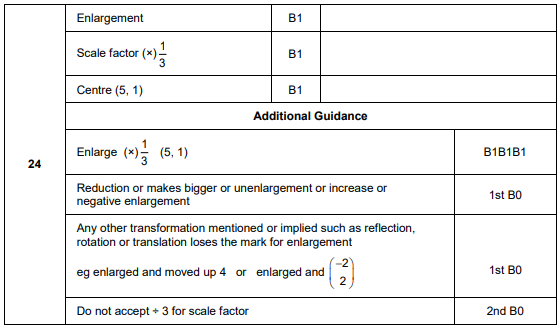 Enlargement B1
Scale factor (×) 1/3 B1
Centre (5, 1) B1
Additional Guidance
24
Enlarge (×) 1/3 (5, 1) B1B1B1
Reduction or makes bigger or unenlargement or increase or
negative enlargement 1st B0
Any other transformation mentioned or implied such as reflection,
rotation or translation loses the mark for enlargement
eg enlarged and moved up 4 or enlarged and (−2 2) 1st B0
Do not accept ÷ 3 for scale factor 2nd B0